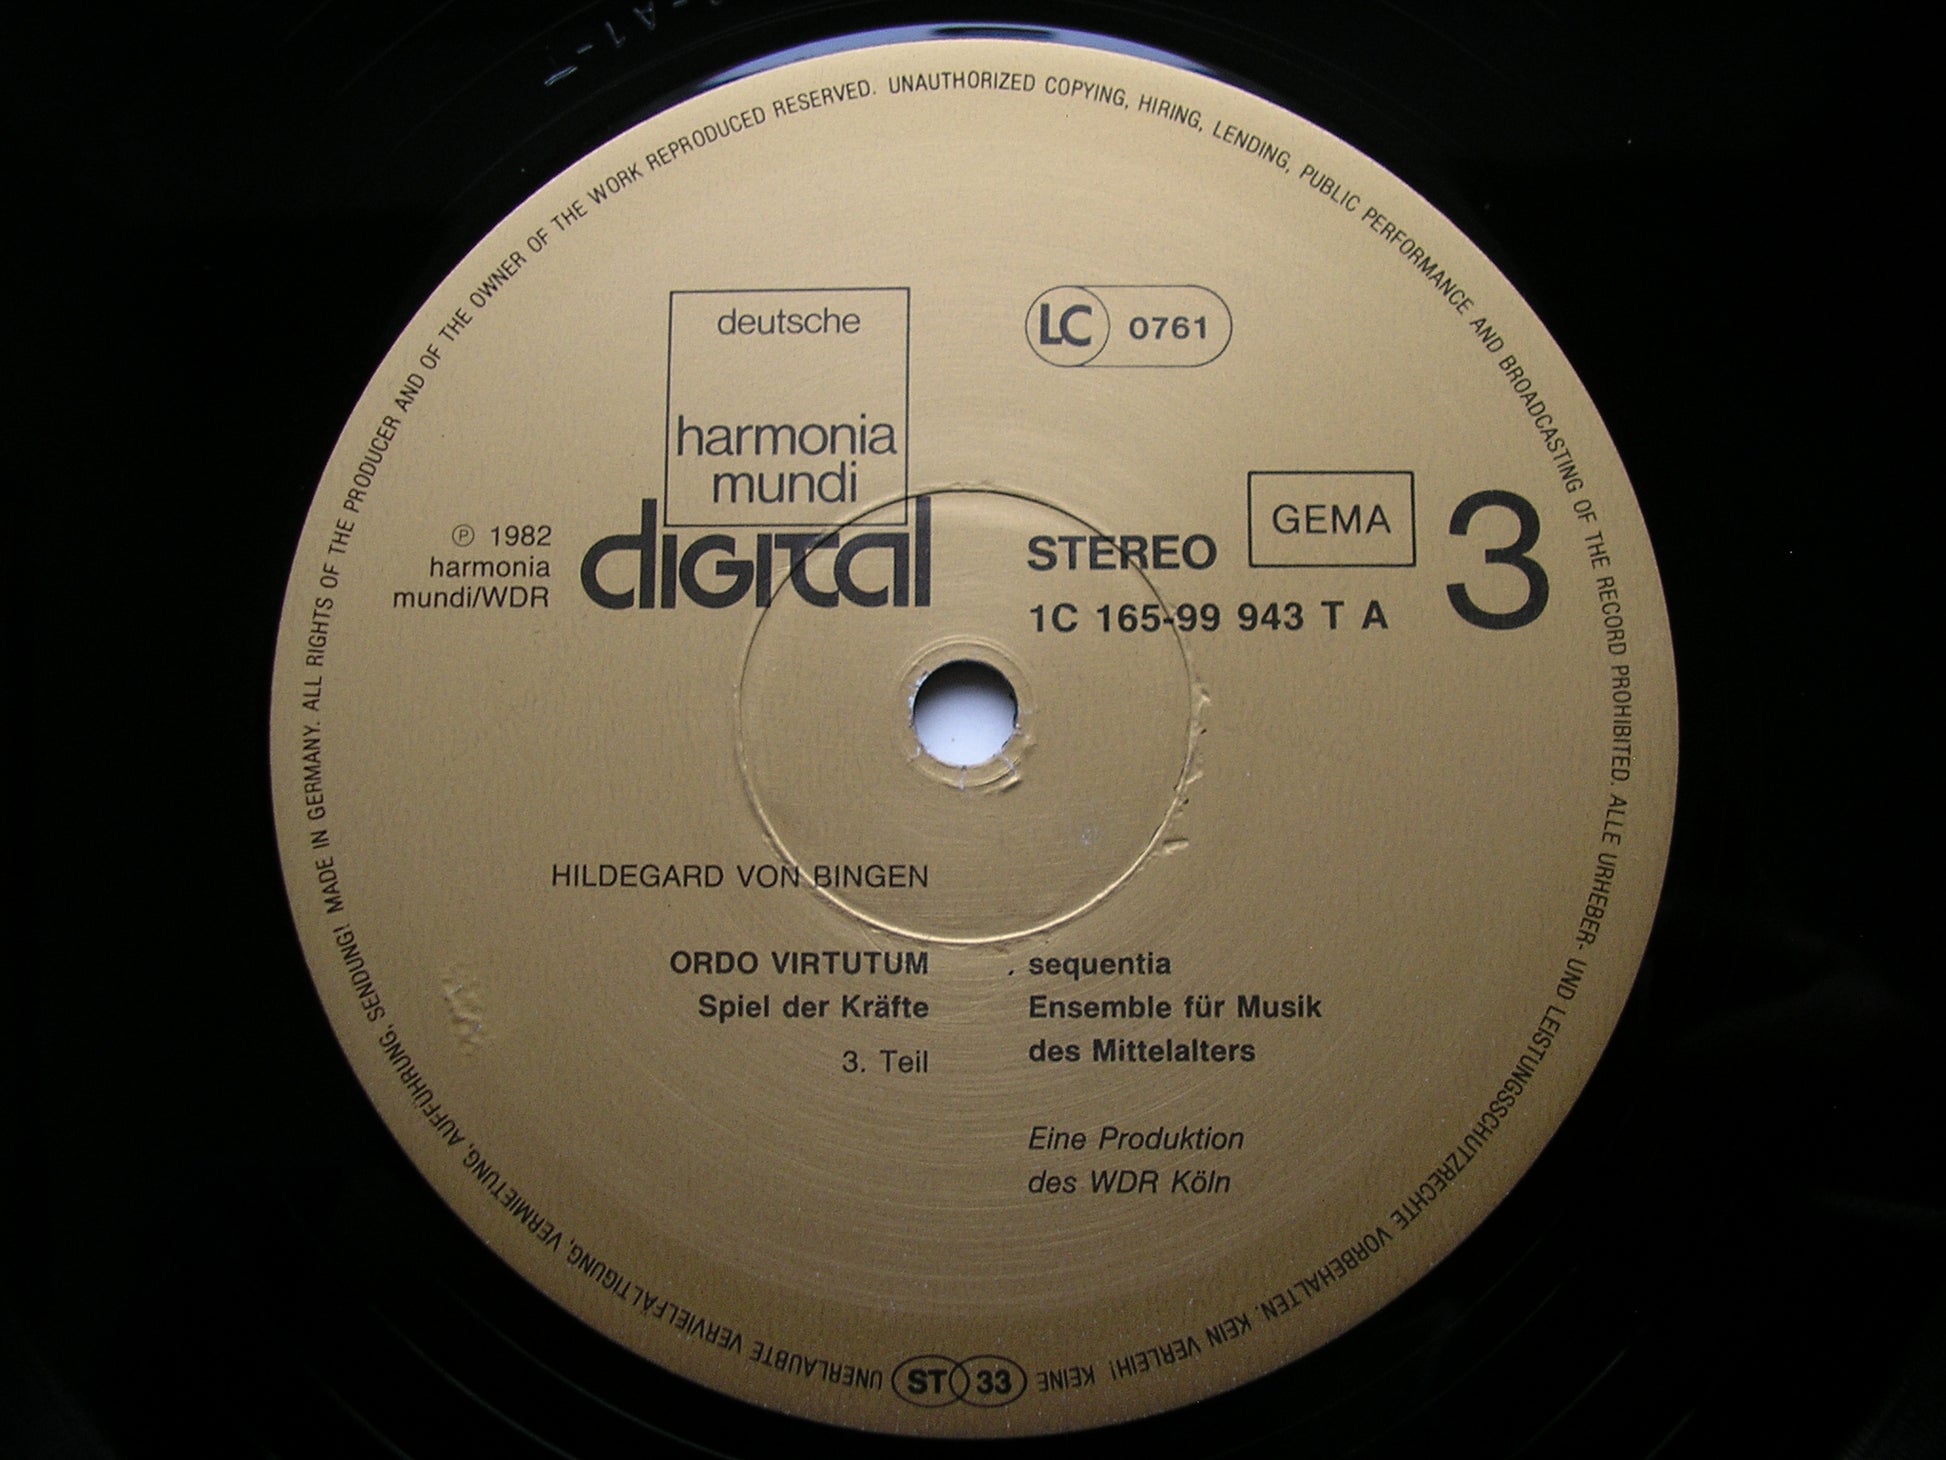 MADE IN GERMANY. ALL RIGHTS OF THE PRODUCER AND OF THE OWNER OF THE WORK REPRODUCED RESERVED. UNAUTHORIZED COPYING, HIRING, LENDING, PUBLIC PERFORMANCE AND BROADCASTING OF THE RECORD PROHIBITED. ALLE URHEBER- UND LEISTUNGSSCHUTZRECHTE VORBEHALTEN. KEIN VERLEIH! KEINE UNERLAUBTE VERVIELFÄLTIGUNG, VERMIETUNG, AUFFÜHRUNG, SENDUNG!
deutsche
harmonia
mundi
digital
LC 0761
℗ 1982
harmonia
mundi/WDR
STEREO
GEMA
1C 165-99 943 T A
3
HILDEGARD VON BINGEN
ORDO VIRTUTUM
Spiel der Kräfte
3. Teil
sequentia
Ensemble für Musik
des Mittelalters
Eine Produktion
des WDR Köln
ST 33